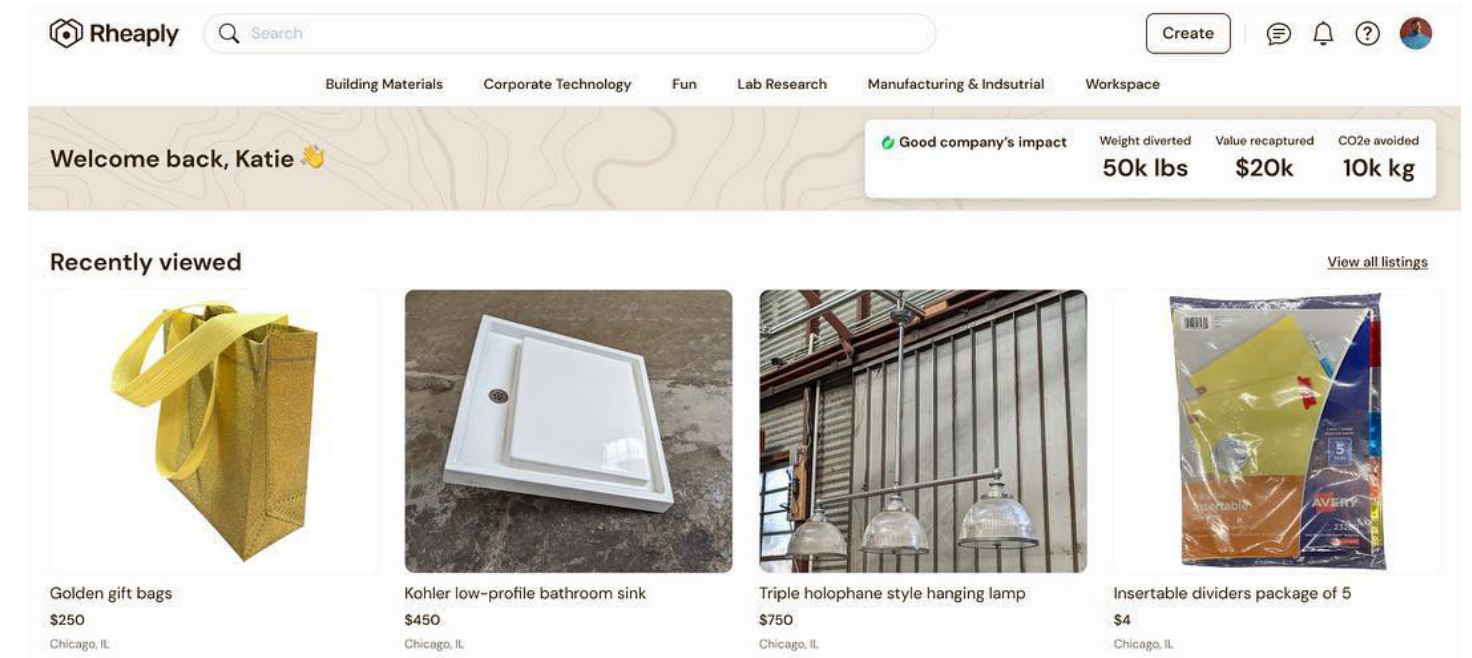 Rheaply
Search
Create
Building Materials Corporate Technology Fun Lab Research Manufacturing & Indsutrial Workspace
Welcome back, Katie 👋
Good company's impact
Weight diverted
50k lbs
Value recaptured
$20k
CO2e avoided
10k kg
Recently viewed
View all listings
5
Insertable
AVERY
Golden gift bags
$250
Chicago, IL
Kohler low-profile bathroom sink
$450
Chicago, IL
Triple holophane style hanging lamp
$750
Chicago, IL
Insertable dividers package of 5
$4
Chicago, IL